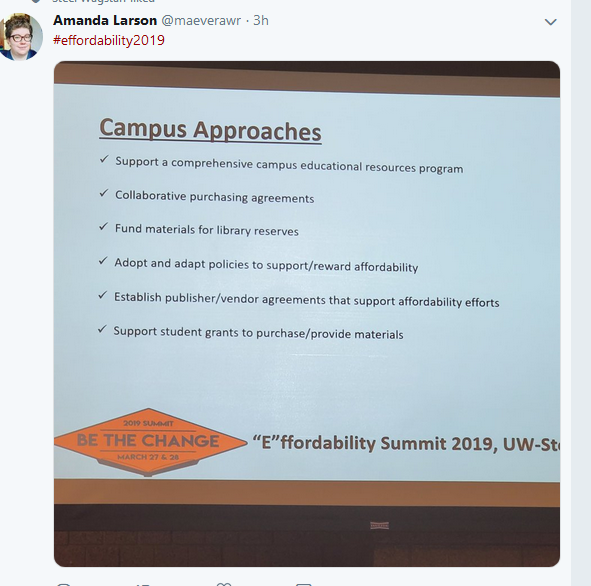 Amanda Larson @maeverawr · 3h
#effordability2019
Campus Approaches
✓ Support a comprehensive campus educational resources program
✓ Collaborative purchasing agreements
✓ Fund materials for library reserves
✓ Adopt and adapt policies to support/reward affordability
✓ Establish publisher/vendor agreements that support affordability efforts
✓ Support student grants to purchase/provide materials
2019 SUMMIT
BE THE CHANGE
MARCH 27 & 28
“E”ffordability Summit 2019, UW-St